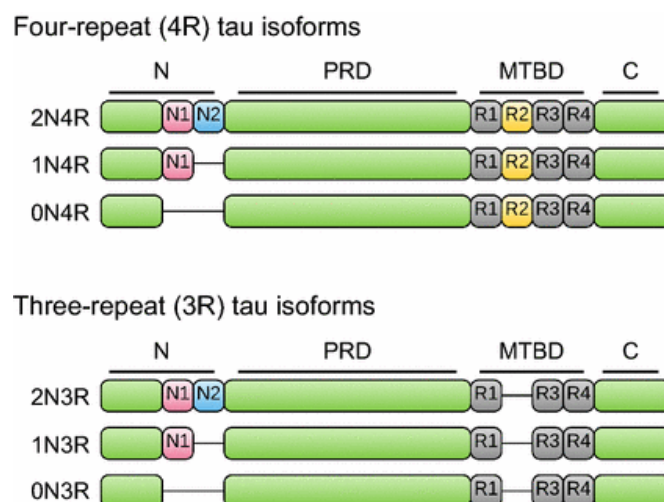 Four-repeat (4R) tau isoforms
N PRD MTBD C
2N4R N1 N2 R1 R2 R3 R4
1N4R N1 R1 R2 R3 R4
0N4R R1 R2 R3 R4
Three-repeat (3R) tau isoforms
N PRD MTBD C
2N3R N1 N2 R1 R3 R4
1N3R N1 R1 R3 R4
0N3R R1 R3 R4